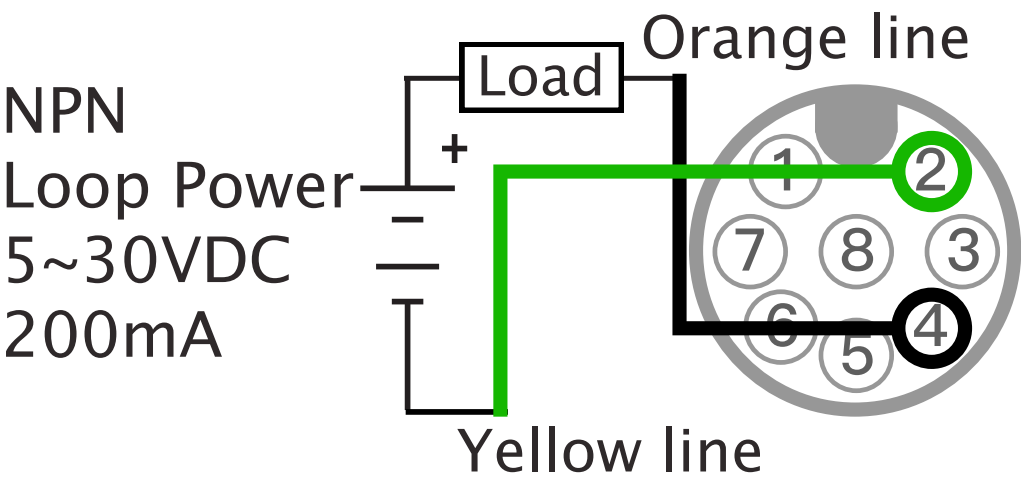 Orange line
Load
NPN
Loop Power
5~30VDC
200mA
+
1
2
7
8
3
6
5
4
Yellow line